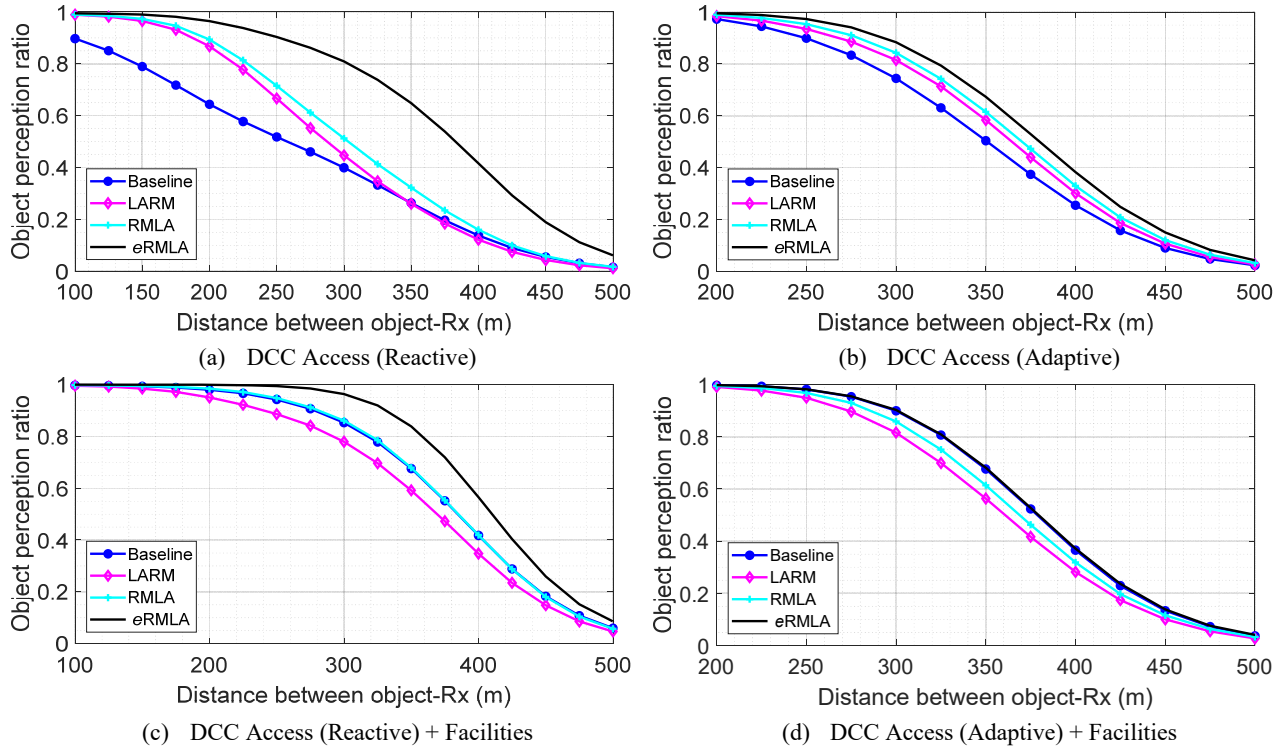 Object perception ratio
1
0.8
0.6
0.4
0.2
0
Baseline
LARM
RMLA
eRMLA
100 150 200 250 300 350 400 450 500
Distance between object-Rx (m)
(a) DCC Access (Reactive)
Object perception ratio
1
0.8
0.6
0.4
0.2
0
Baseline
LARM
RMLA
eRMLA
200 250 300 350 400 450 500
Distance between object-Rx (m)
(b) DCC Access (Adaptive)
Object perception ratio
1
0.8
0.6
0.4
0.2
0
Baseline
LARM
RMLA
eRMLA
100 200 300 400 500
Distance between object-Rx (m)
(c) DCC Access (Reactive) + Facilities
Object perception ratio
1
0.8
0.6
0.4
0.2
0
Baseline
LARM
RMLA
eRMLA
200 250 300 350 400 450 500
Distance between object-Rx (m)
(d) DCC Access (Adaptive) + Facilities